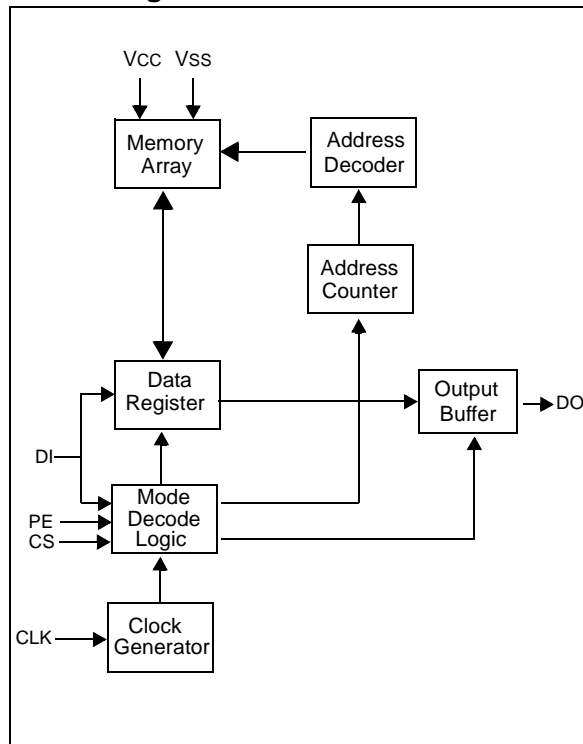 VCC VSS
Memory
Array
Address
Decoder
Address
Counter
Data
Register
Output
Buffer
DO
DI
Mode
Decode
Logic
PE
CS
CLK
Clock
Generator